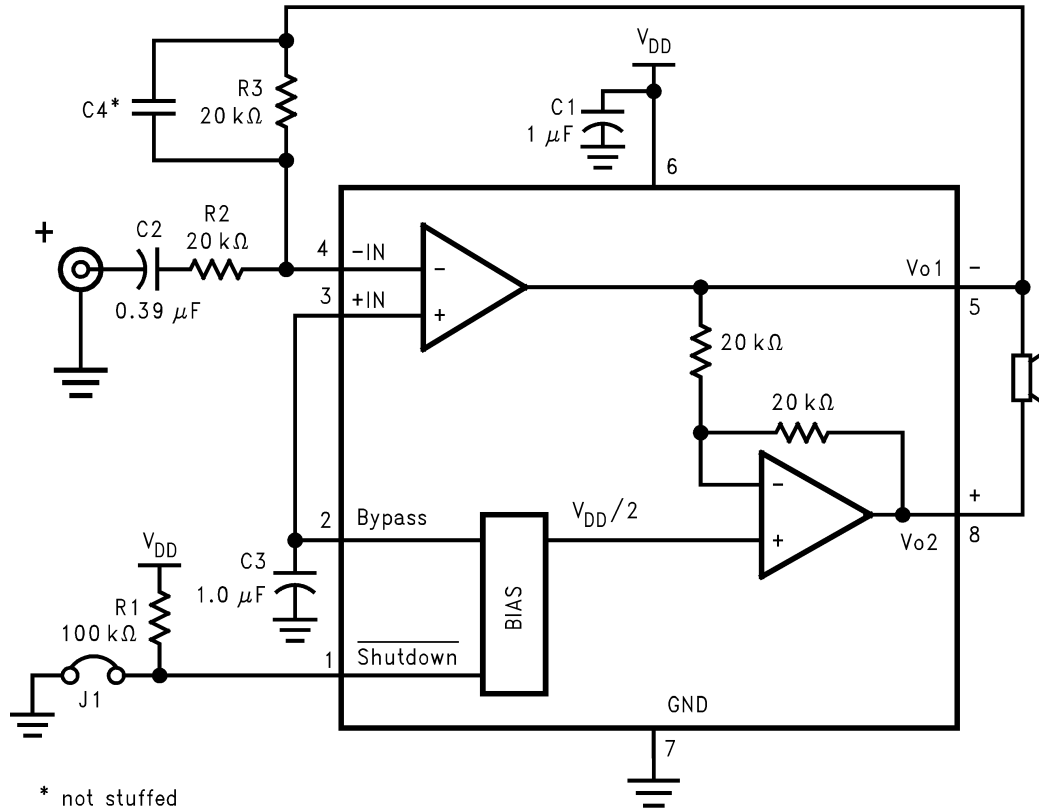 V_DD
R3
20 kΩ
C4*
C1
1 μF
6
+
C2
R2
20 kΩ
0.39 μF
4
-IN
3
+IN
-
+
Vo1
-
5
20 kΩ
20 kΩ
2
Bypass
V_DD/2
-
+
+
8
Vo2
C3
1.0 μF
BIAS
V_DD
R1
100 kΩ
1
Shutdown
J1
GND
7
* not stuffed